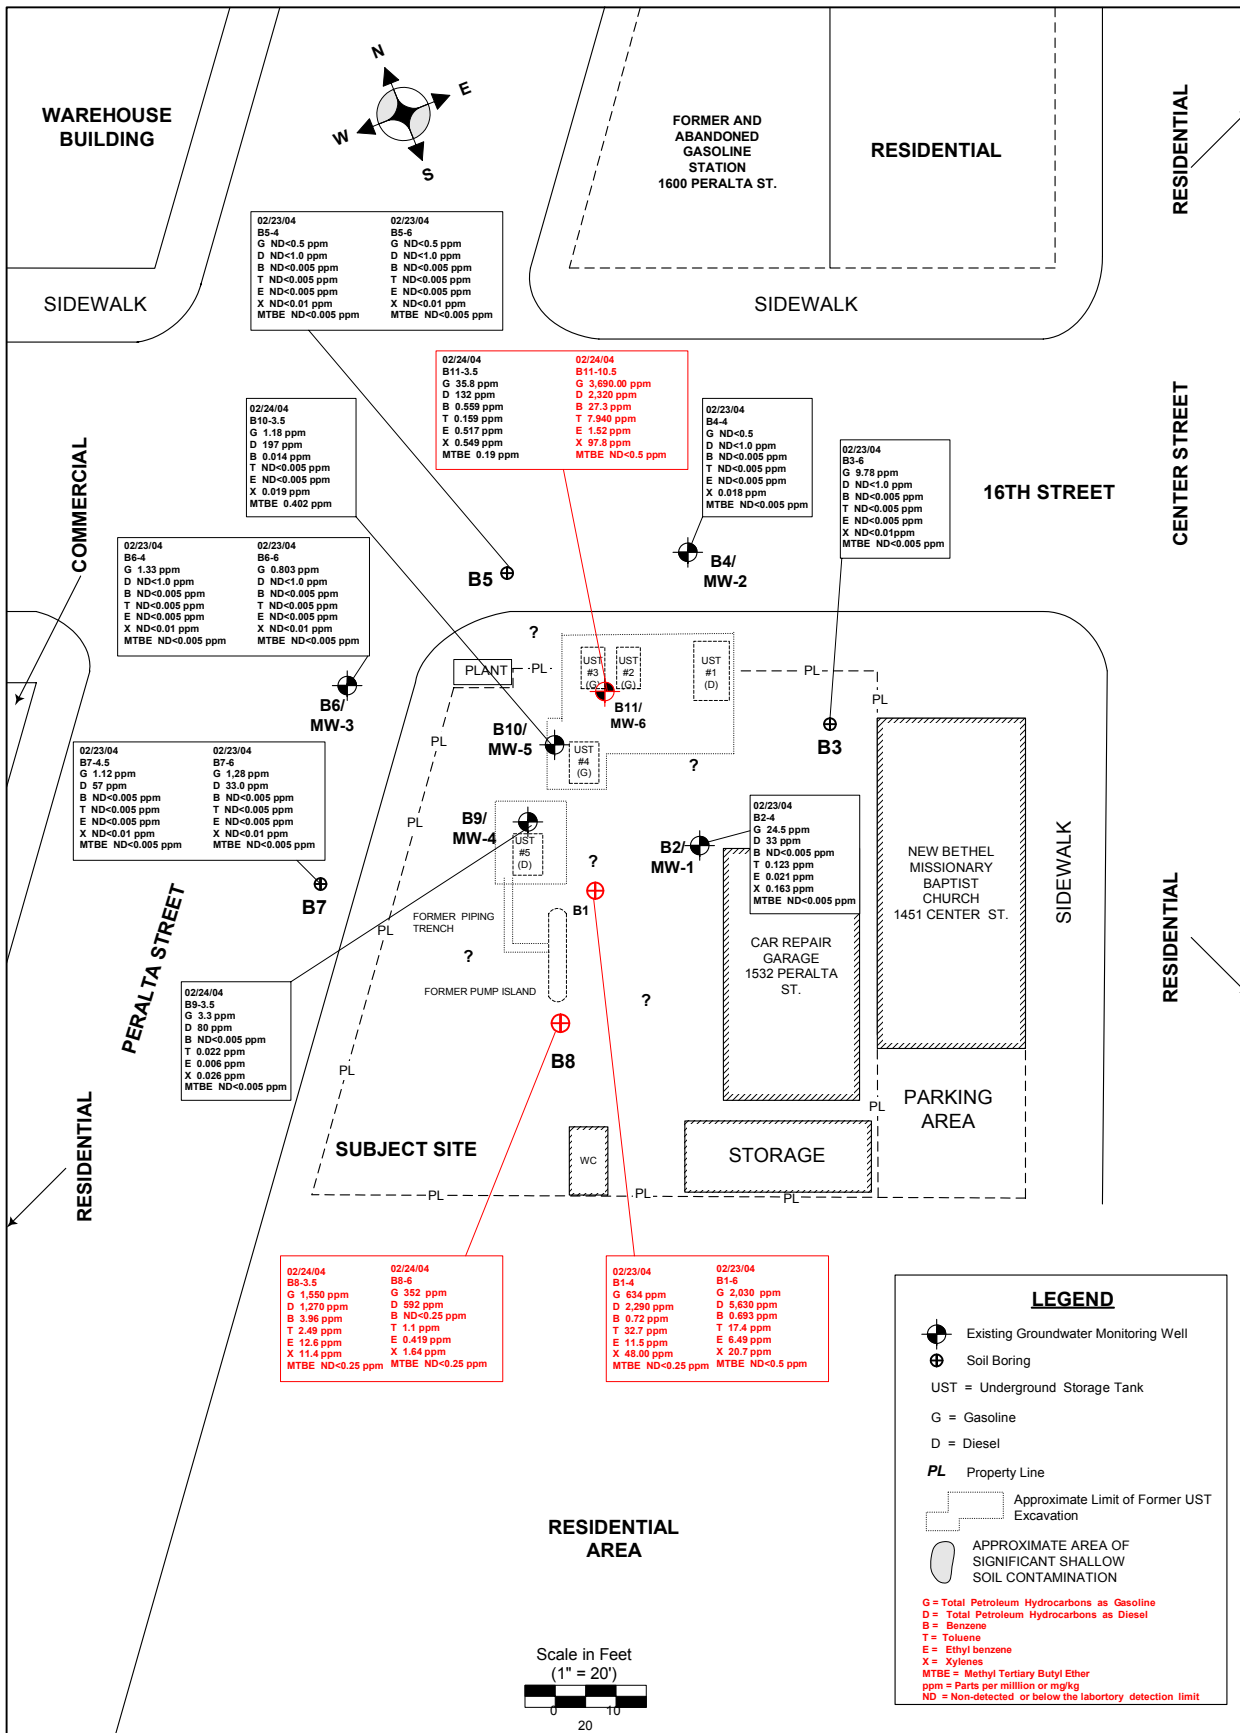 N
E
W
S
WAREHOUSE
BUILDING
FORMER AND
ABANDONED
GASOLINE
STATION
1600 PERALTA ST.
RESIDENTIAL
RESIDENTIAL
SIDEWALK
SIDEWALK
02/23/04
B5-4
G ND<0.5 ppm
D ND<1.0 ppm
B ND<0.005 ppm
T ND<0.005 ppm
E ND<0.005 ppm
X ND<0.01 ppm
MTBE ND<0.005 ppm
02/23/04
B5-6
G ND<0.5 ppm
D ND<1.0 ppm
B ND<0.005 ppm
T ND<0.005 ppm
E ND<0.005 ppm
X ND<0.01 ppm
MTBE ND<0.005 ppm
02/24/04
B11-3.5
G 35.8 ppm
D 132 ppm
B 0.559 ppm
T 0.159 ppm
E 0.517 ppm
X 0.549 ppm
MTBE 0.19 ppm
02/24/04
B11-10.5
G 3,690.00 ppm
D 2,320 ppm
B 27.3 ppm
T 7.940 ppm
E 1.52 ppm
X 97.8 ppm
MTBE ND<0.5 ppm
02/24/04
B10-3.5
G 1.18 ppm
D 197 ppm
B 0.014 ppm
T ND<0.005 ppm
E ND<0.005 ppm
X 0.019 ppm
MTBE 0.402 ppm
02/23/04
B4-4
G ND<0.5
D ND<1.0 ppm
B ND<0.005 ppm
T ND<0.005 ppm
E ND<0.005 ppm
X 0.018 ppm
MTBE ND<0.005 ppm
02/23/04
B3-6
G 9.78 ppm
D ND<1.0 ppm
B ND<0.005 ppm
T ND<0.005 ppm
E ND<0.005 ppm
X ND<0.01ppm
MTBE ND<0.005 ppm
16TH STREET
CENTER STREET
COMMERCIAL
02/23/04
B6-4
G 1.33 ppm
D ND<1.0 ppm
B ND<0.005 ppm
T ND<0.005 ppm
E ND<0.005 ppm
X ND<0.01 ppm
MTBE ND<0.005 ppm
02/23/04
B6-6
G 0.803 ppm
D ND<1.0 ppm
B ND<0.005 ppm
T ND<0.005 ppm
E ND<0.005 ppm
X ND<0.01 ppm
MTBE ND<0.005 ppm
B5
B4/
MW-2
?
PLANT
PL
UST
#3
(G)
UST
#2
(G)
UST
#1
(D)
PL
PL
B6/
MW-3
B11/
MW-6
B10/
MW-5
B3
PL
UST
#4
(G)
?
02/23/04
B7-4.5
G 1.12 ppm
D 57 ppm
B ND<0.005 ppm
T ND<0.005 ppm
E ND<0.005 ppm
X ND<0.01 ppm
MTBE ND<0.005 ppm
02/23/04
B7-6
G 1,28 ppm
D 33.0 ppm
B ND<0.005 ppm
T ND<0.005 ppm
E ND<0.005 ppm
X ND<0.01 ppm
MTBE ND<0.005 ppm
PL
B9/
MW-4
UST
#5
(D)
?
B2/
MW-1
02/23/04
B2-4
G 24.5 ppm
D 33 ppm
B ND<0.005 ppm
T 0.123 ppm
E 0.021 ppm
X 0.163 ppm
MTBE ND<0.005 ppm
NEW BETHEL
MISSIONARY
BAPTIST
CHURCH
1451 CENTER ST.
SIDEWALK
B7
B1
PL
FORMER PIPING
TRENCH
?
CAR REPAIR
GARAGE
1532 PERALTA
ST.
RESIDENTIAL
PERALTA STREET
FORMER PUMP ISLAND
?
02/24/04
B9-3.5
G 3.3 ppm
D 80 ppm
B ND<0.005 ppm
T 0.022 ppm
E 0.006 ppm
X 0.026 ppm
MTBE ND<0.005 ppm
B8
PL
PL
PARKING
AREA
RESIDENTIAL
SUBJECT SITE
WC
STORAGE
PL
PL
PL
02/24/04
B8-3.5
G 1,550 ppm
D 1,270 ppm
B 3.96 ppm
T 2.49 ppm
E 12.6 ppm
X 11.4 ppm
MTBE ND<0.25 ppm
02/24/04
B8-6
G 352 ppm
D 592 ppm
B ND<0.25 ppm
T 1.1 ppm
E 0.419 ppm
X 1.64 ppm
MTBE ND<0.25 ppm
02/23/04
B1-4
G 634 ppm
D 2,290 ppm
B 0.72 ppm
T 32.7 ppm
E 11.5 ppm
X 48.00 ppm
MTBE ND<0.25 ppm
02/23/04
B1-6
G 2,030 ppm
D 5,630 ppm
B 0.693 ppm
T 17.4 ppm
E 6.49 ppm
X 20.7 ppm
MTBE ND<0.5 ppm
RESIDENTIAL
AREA
LEGEND
Existing Groundwater Monitoring Well
Soil Boring
UST = Underground Storage Tank
G = Gasoline
D = Diesel
PL Property Line
Approximate Limit of Former UST
Excavation
APPROXIMATE AREA OF
SIGNIFICANT SHALLOW
SOIL CONTAMINATION
G = Total Petroleum Hydrocarbons as Gasoline
D = Total Petroleum Hydrocarbons as Diesel
B = Benzene
T = Toluene
E = Ethyl benzene
X = Xylenes
MTBE = Methyl Tertiary Butyl Ether
ppm = Parts per milllion or mg/kg
ND = Non-detected or below the labortory detection limit
Scale in Feet
(1" = 20')
0 10
20